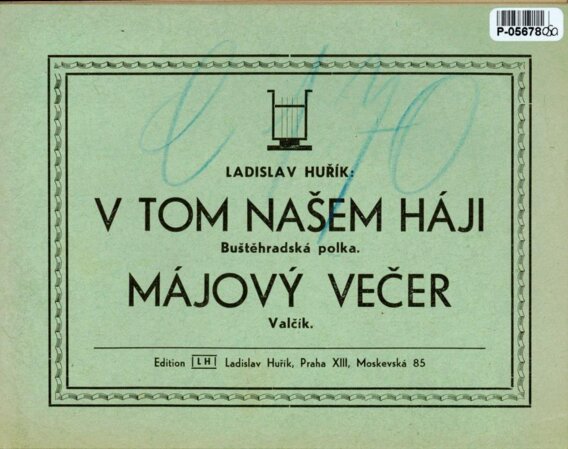 P-05678
LADISLAV HUŘÍK:
V TOM NAŠEM HÁJI
Buštěhradská polka.
MÁJOVÝ VEČER
Valčík.
Edition LH Ladislav Huřík, Praha XIII, Moskevská 85